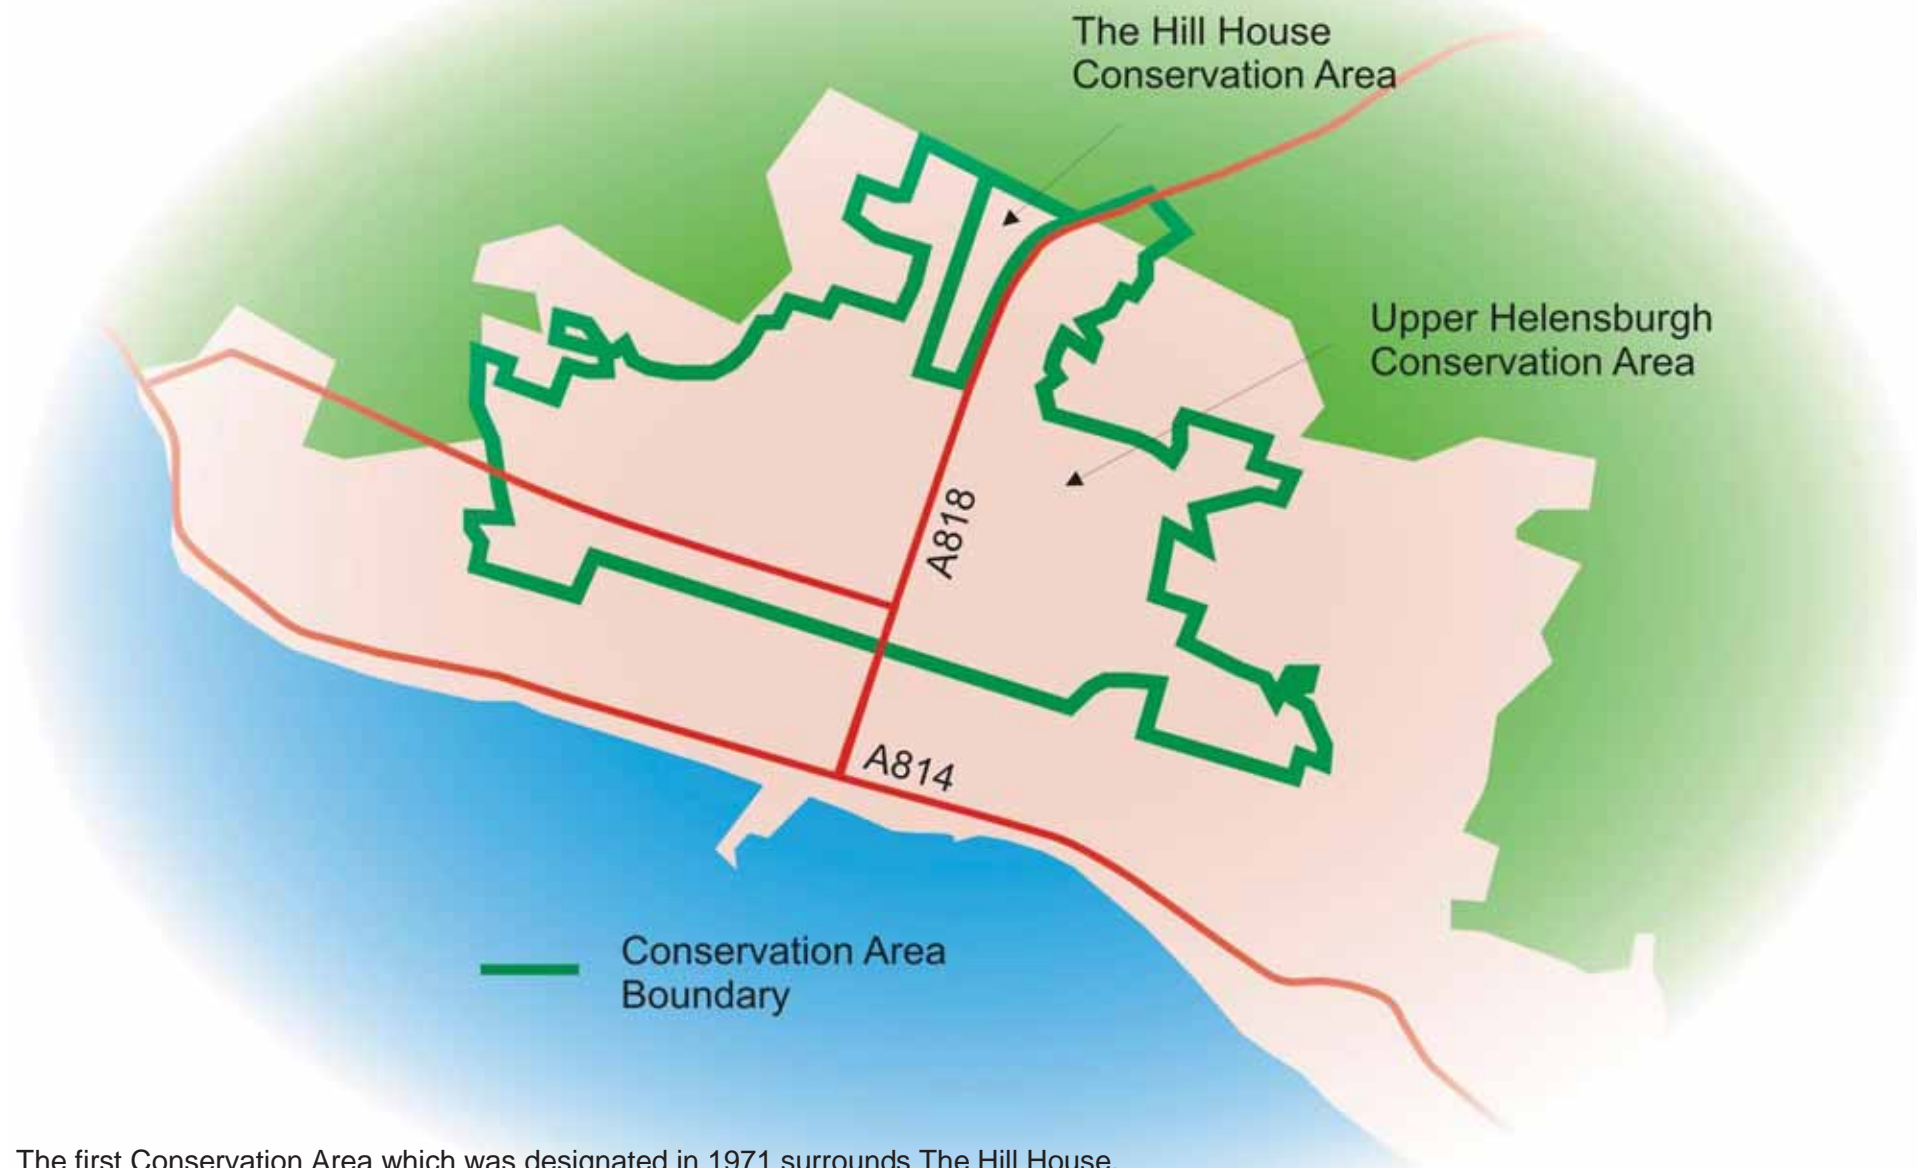 The Hill House
Conservation Area
Upper Helensburgh
Conservation Area
A818
A814
Conservation Area
Boundary
The first Conservation Area which was designated in 1971 surrounds The Hill House.